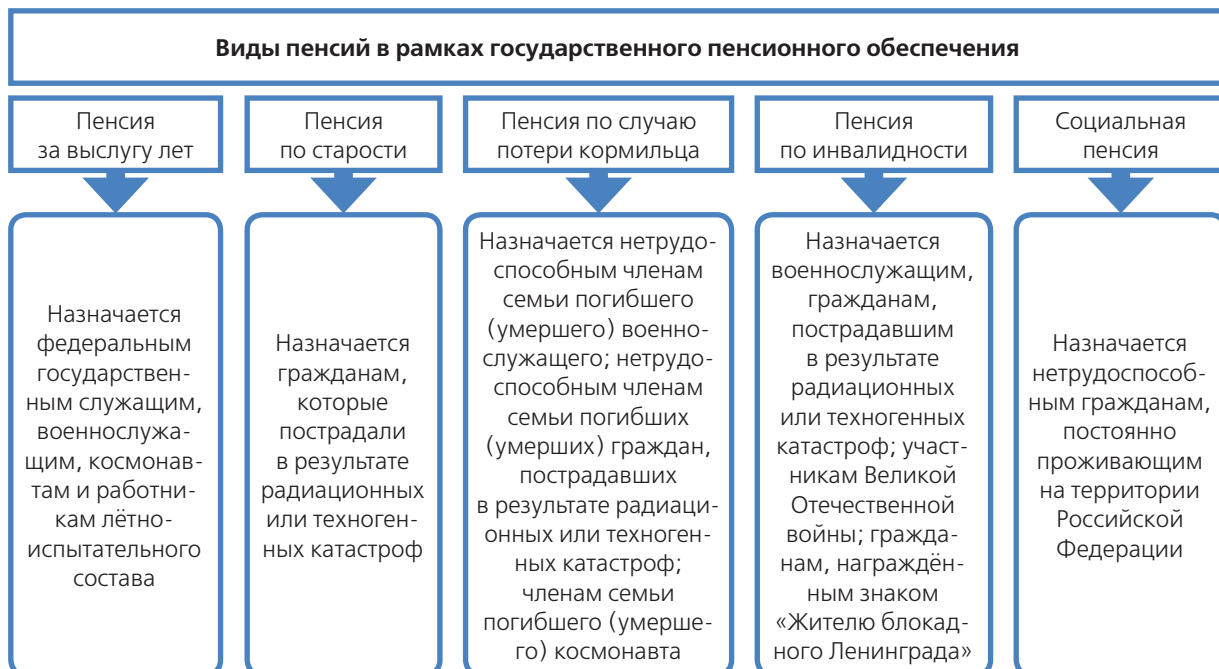 Виды пенсий в рамках государственного пенсионного обеспечения
Пенсия
за выслугу лет
Пенсия
по старости
Пенсия по случаю
потери кормильца
Пенсия
по инвалидности
Социальная
пенсия
Назначается
федеральным
государствен-
ным служащим,
военнослужа-
щим, космонав-
там и работни-
кам лётно-
испытательного
состава
Назначается
гражданам,
которые
пострадали
в результате
радиационных
или техноген-
ных катастроф
Назначается нетрудо-
способным членам
семьи погибшего
(умершего) военно-
служащего; нетрудо-
способным членам
семьи погибших
(умерших) граждан,
пострадавших
в результате радиаци-
онных или техноген-
ных катастроф;
членам семьи
погибшего (умерше-
го) космонавта
Назначается
военнослужащим,
гражданам,
пострадавшим
в результате
радиационных
или техногенных
катастроф; участ-
никам Великой
Отечественной
войны; гражда-
нам, награждён-
ным знаком
«Жителю блокад-
ного Ленинграда»
Назначается
нетрудоспособ-
ным гражданам,
постоянно
проживающим
на территории
Российской
Федерации